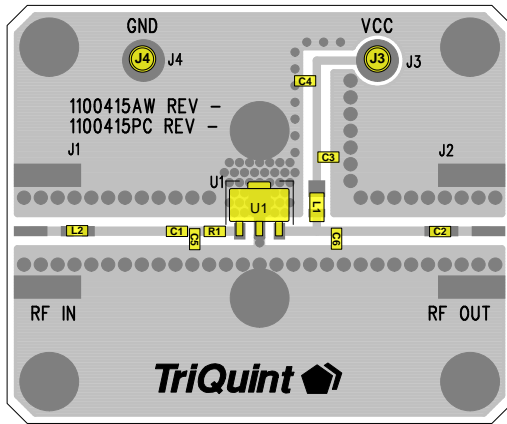 GND VCC
J4 J4 J3 J3
C4
1100415AW REV -
1100415PC REV -
J1 C3 J2
U1
U1 L1
L2 C1 C5 R1 C6 C2
RF IN RF OUT
TriQuint